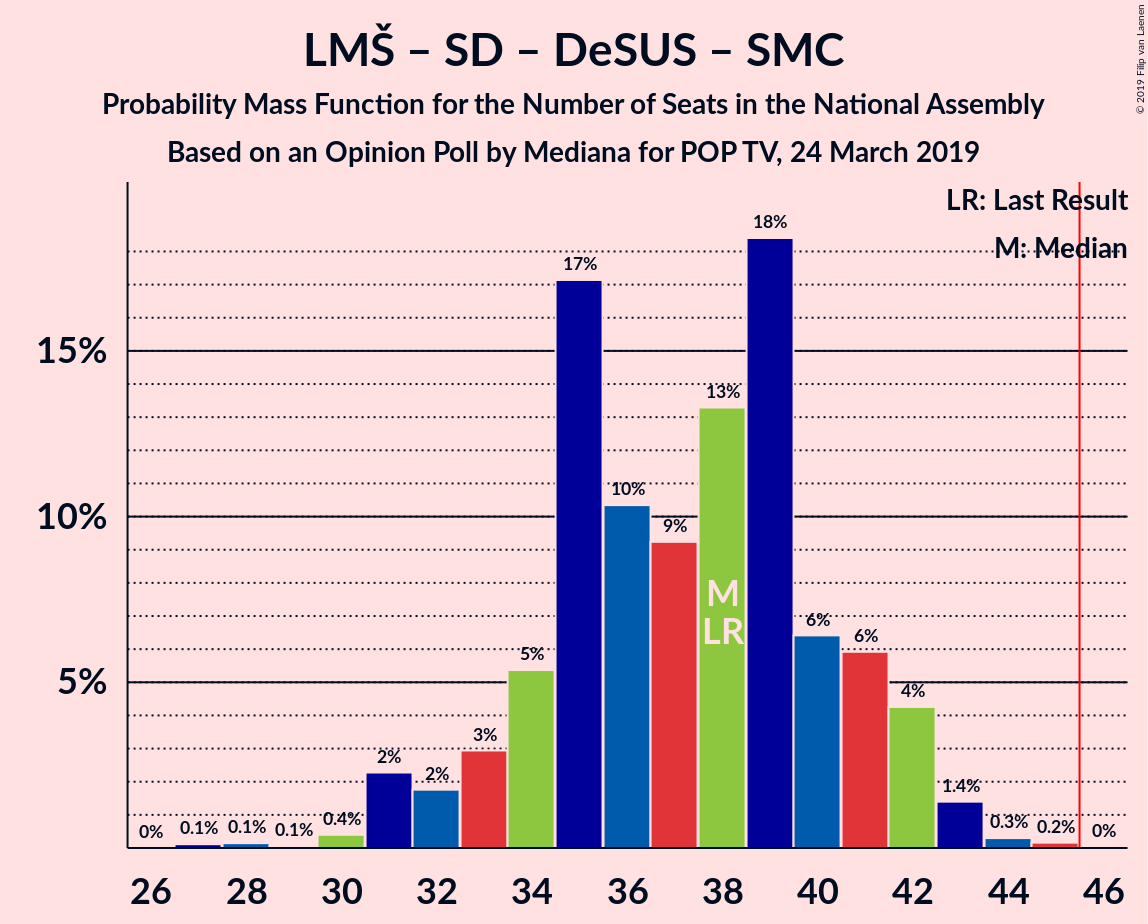 LMŠ – SD – DeSUS – SMC
Probability Mass Function for the Number of Seats in the National Assembly
Based on an Opinion Poll by Mediana for POP TV, 24 March 2019
© 2019 Filip van Laenen
LR: Last Result
M: Median
15%
10%
5%
0%
0.1%
0.1%
0.1%
0.4%
2%
2%
3%
5%
17%
10%
9%
13%
18%
6%
6%
4%
1.4%
0.3%
0.2%
0%
M
LR
26 28 30 32 34 36 38 40 42 44 46